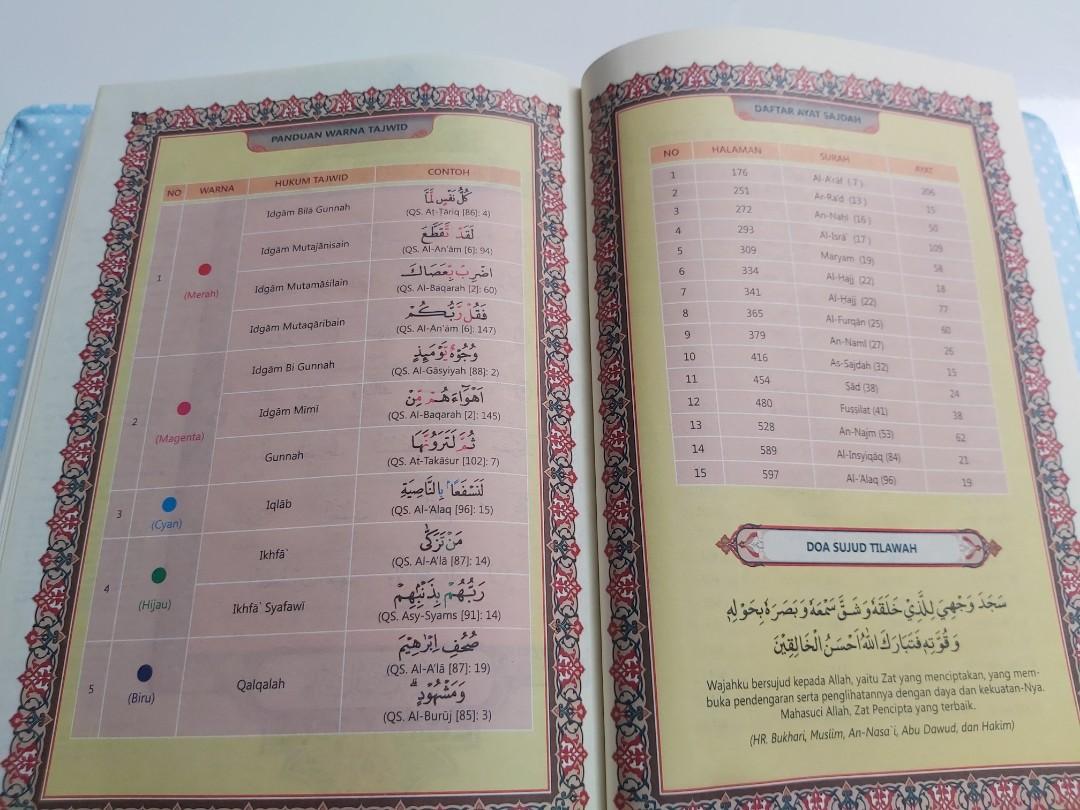 PANDUAN WARNA TAJWID
NO WARNA HUKUM TAJWID CONTOH
1 (Merah) Idgām Bilā Gunnah كُلُّ نَفْسٍ لَّمَّا
(QS. Aṭ-Ṭāriq [86]: 4)
Idgām Mutajānisain لَقَدْ تَّقَطَّعَ
(QS. Al-An'ām [6]: 94)
Idgām Mutamāśilain اضْرِبْ بِّعَصَاكَ
(QS. Al-Baqarah [2]: 60)
Idgām Mutaqāribain فَقُلْ رَّبُّكُمْ
(QS. Al-An'ām [6]: 147)
2 (Magenta) Idgām Bi Gunnah وُجُوْهٌ يَّوْمَىِٕذٍ
(QS. Al-Gāsyiyah [88]: 2)
Idgām Mīmī اَهْوَاۤءَهُمْ مِّنْ
(QS. Al-Baqarah [2]: 145)
Gunnah ثُمَّ لَتَرَوُنَّهَا
(QS. At-Takāsur [102]: 7)
3 (Cyan) Iqlāb لَنَسْفَعًاۢ بِالنَّاصِيَةِ
(QS. Al-'Alaq [96]: 15)
4 (Hijau) Ikhfā` مَنْ تَزَكّٰى
(QS. Al-A'lā [87]: 14)
Ikhfā` Syafawī رَبُّهُمْ بِذَنْۢبِهِمْ
(QS. Asy-Syams [91]: 14)
5 (Biru) Qalqalah صُحُفِ اِبْرٰهِيْمَ
(QS. Al-A'lā [87]: 19)
وَمَشْهُوْدٍۗ
(QS. Al-Burūj [85]: 3)
DAFTAR AYAT SAJDAH
NO HALAMAN SURAH AYAT
1 176 Al-A'rāf (7) 206
2 251 Ar-Ra'd (13) 15
3 272 An-Naḥl (16) 50
4 293 Al-Isrā` (17) 109
5 309 Maryam (19) 58
6 334 Al-Ḥajj (22) 18
7 341 Al-Ḥajj (22) 77
8 365 Al-Furqān (25) 60
9 379 An-Naml (27) 26
10 416 As-Sajdah (32) 15
11 454 Ṣād (38) 24
12 480 Fuṣṣilat (41) 38
13 528 An-Najm (53) 62
14 589 Al-Insyiqāq (84) 21
15 597 Al-'Alaq (96) 19
DOA SUJUD TILAWAH
سَجَدَ وَجْهِيَ لِلَّذِيْ خَلَقَهُ وَشَقَّ سَمْعَهُ وَبَصَرَهُ بِحَوْلِهِ
وَقُوَّتِهِ فَتَبَارَكَ اللهُ اَحْسَنُ الْخَالِقِيْنَ
Wajahku bersujud kepada Allah, yaitu Zat yang menciptakan, yang mem-
buka pendengaran serta penglihatannya dengan daya dan kekuatan-Nya.
Mahasuci Allah, Zat Pencipta yang terbaik.
(HR. Bukhari, Muslim, An-Nasa`i, Abu Dawud, dan Hakim)